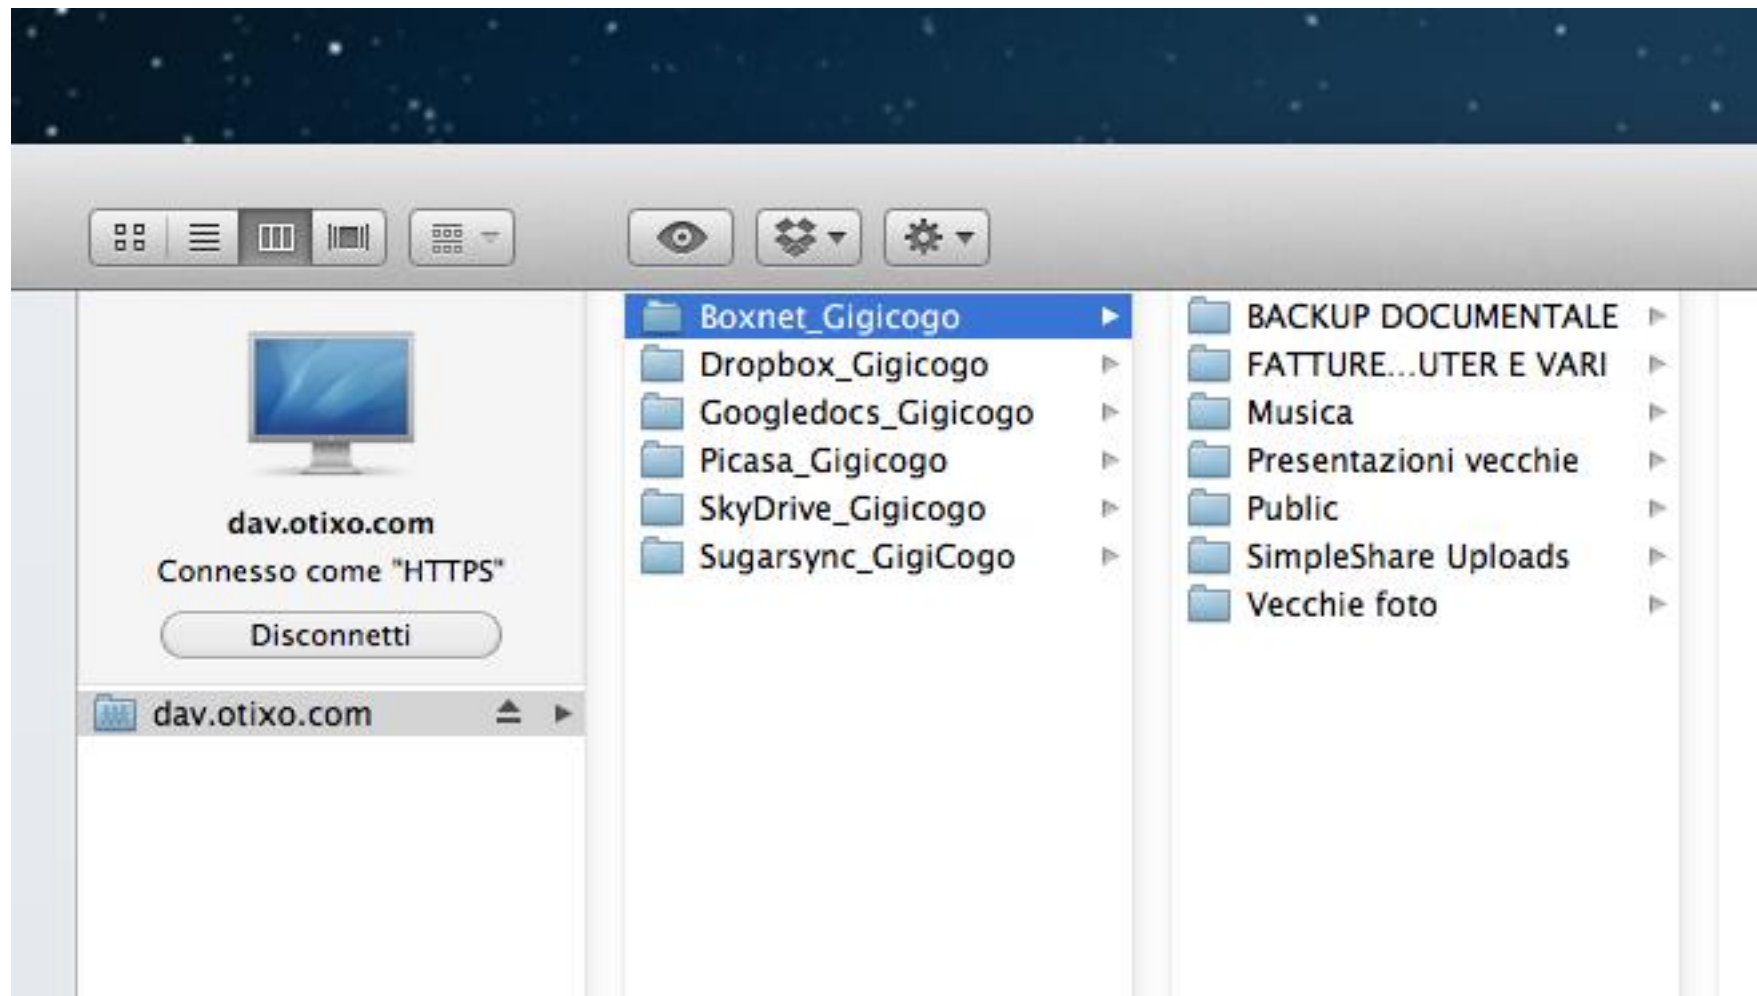 dav.otixo.com
Connesso come "HTTPS"
Disconnetti
dav.otixo.com
Boxnet_Gigicogo
Dropbox_Gigicogo
Googledocs_Gigicogo
Picasa_Gigicogo
SkyDrive_Gigicogo
Sugarsync_GigiCogo
BACKUP DOCUMENTALE
FATTURE...UTER E VARI
Musica
Presentazioni vecchie
Public
SimpleShare Uploads
Vecchie foto